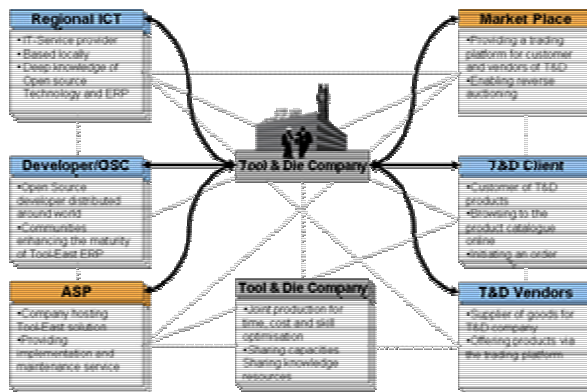 Regional ICT
•IT-Service provider
•Based locally
•Deep knowledge of
Open source
Technology and ERP
Market Place
•Providing a trading
platform for customer
and vendors of T&D
•Enabling reverse
auctioning
Developer/OSC
•Open Source
developer distributed
around world
•Communities
enhancing the maturity
of Tool-East ERP
Tool & Die Company
T&D Client
•Customer of T&D
products
•Browsing to the
product catalogue
online
•Initiating an order
ASP
•Company hosting
Tool-East solution
•Providing
implementation and
maintenance service
Tool & Die Company
•Joint production for
time, cost and skill
optimisation
•Sharing capacities
Sharing knowledge
resources
T&D Vendors
•Supplier of goods for
T&D company
•Offering products via
the trading platform